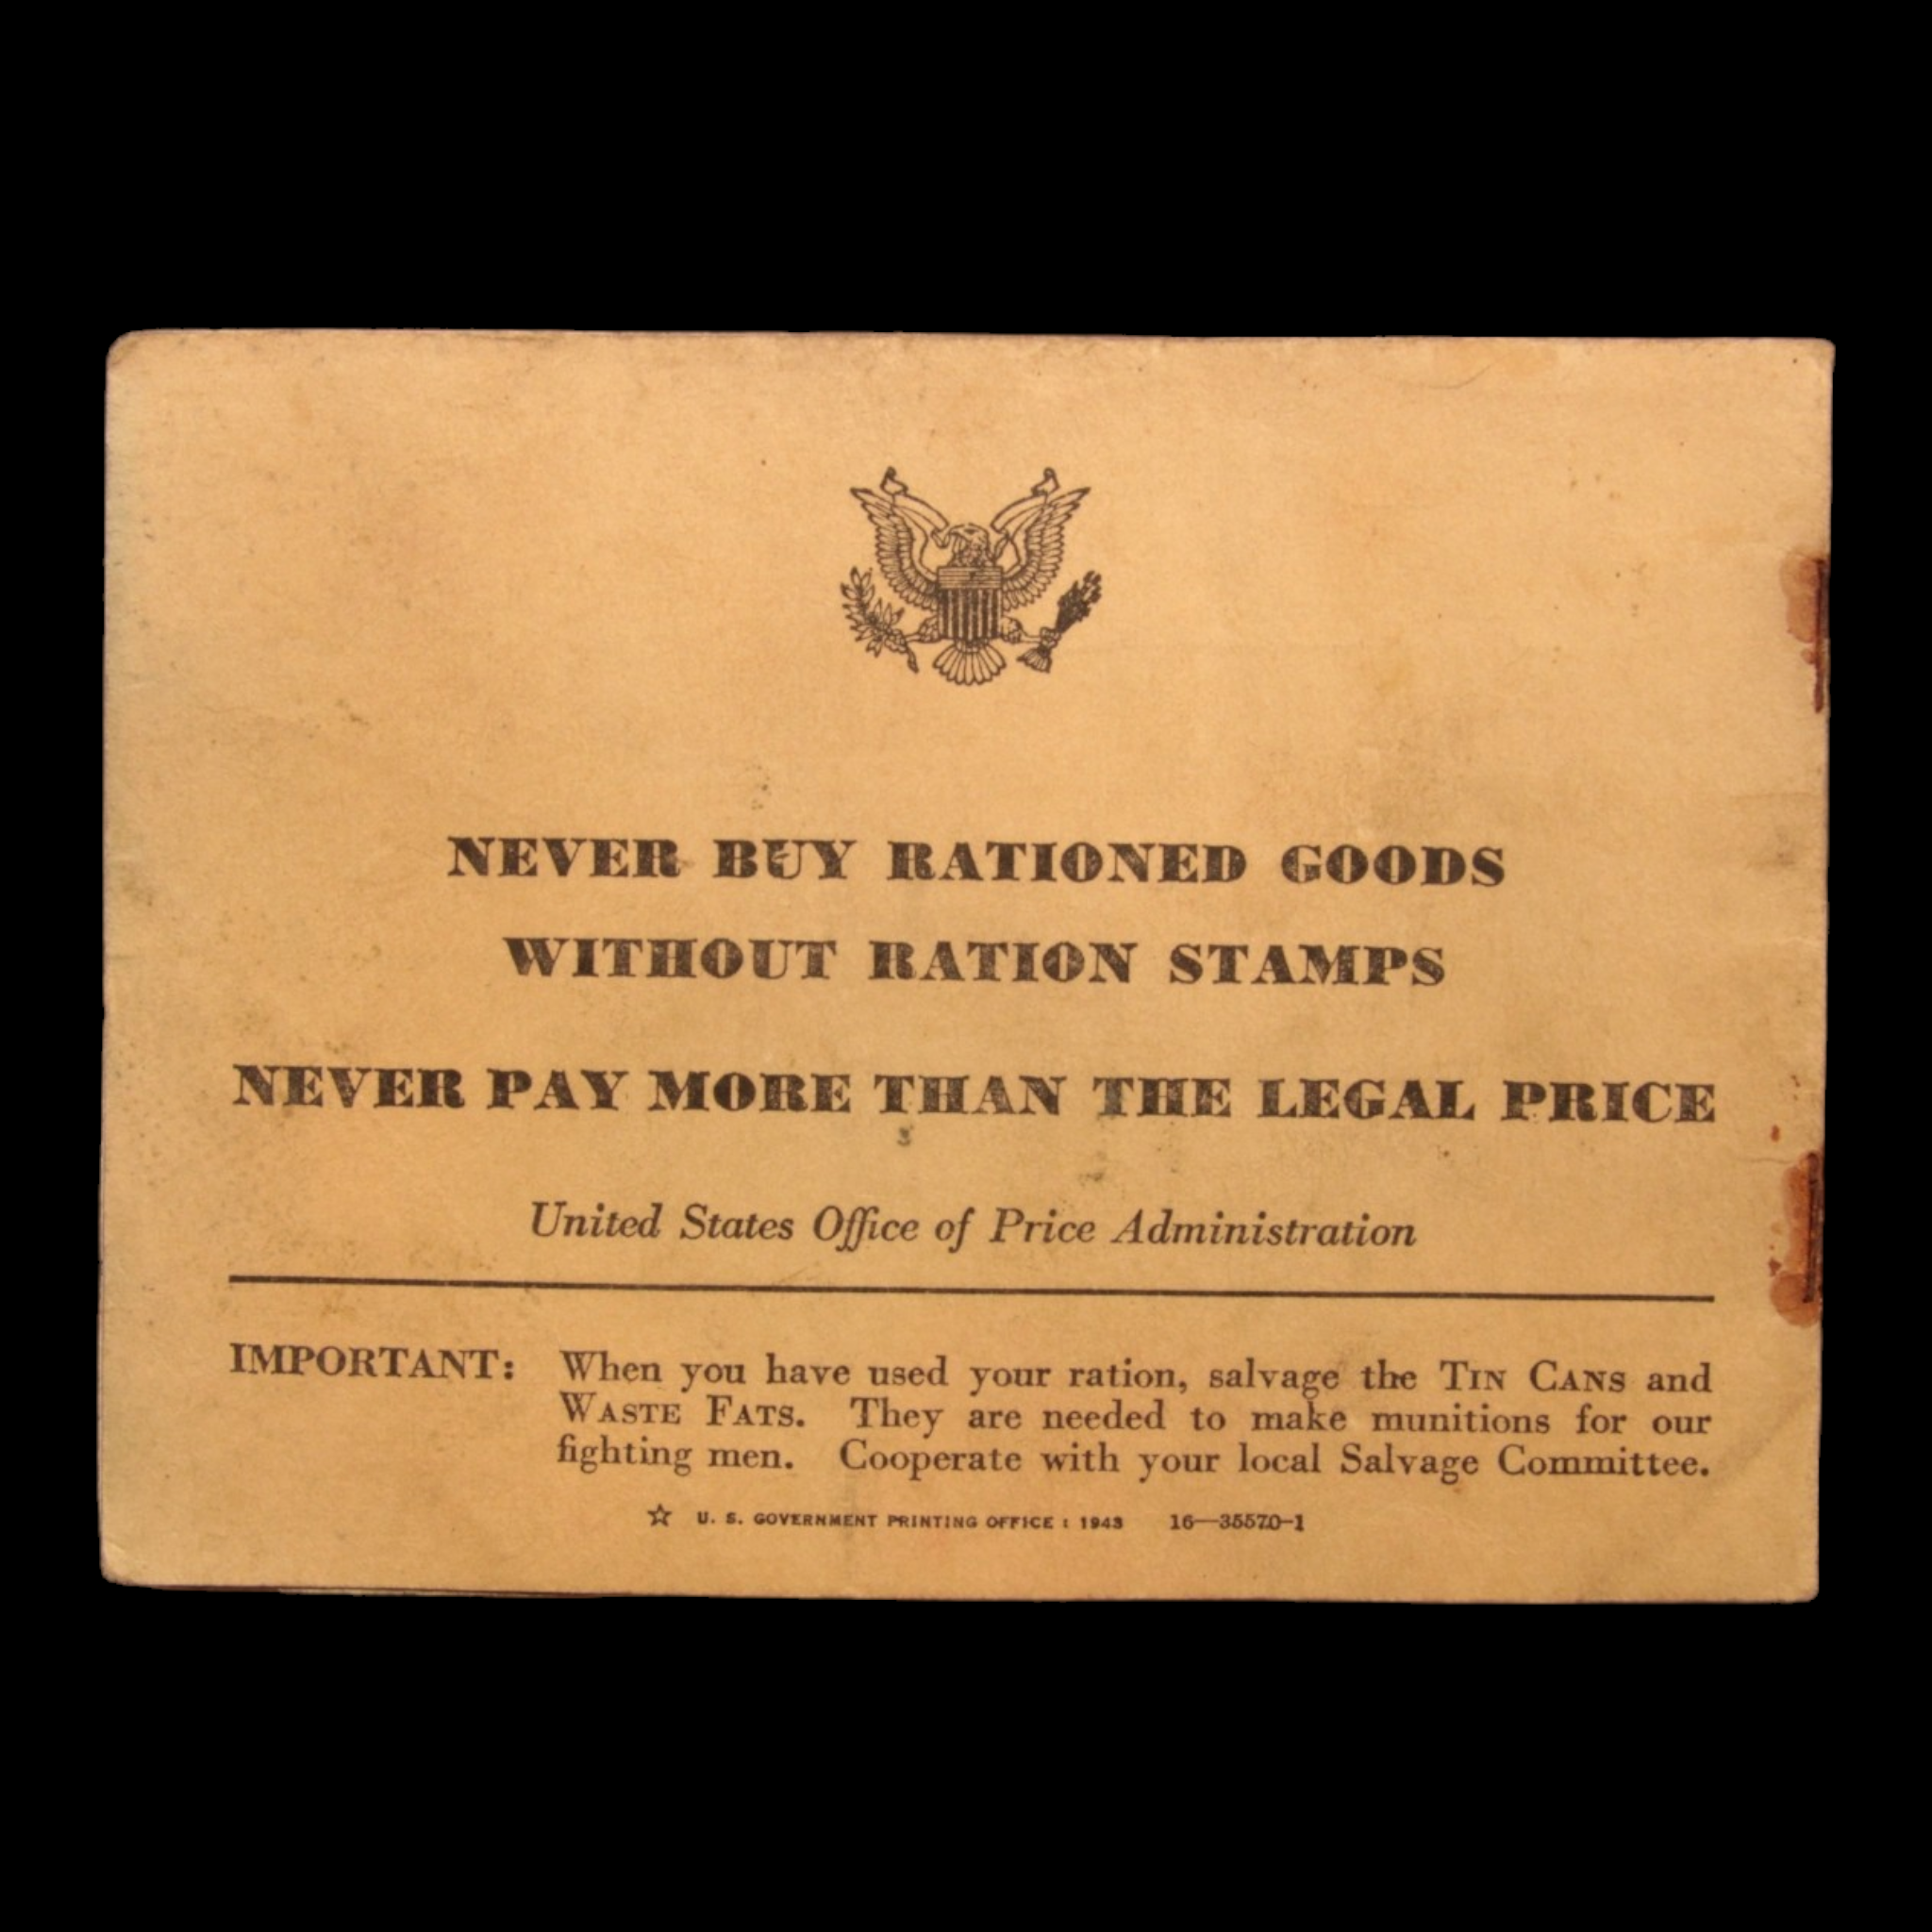 NEVER BUY RATIONED GOODS
WITHOUT RATION STAMPS
NEVER PAY MORE THAN THE LEGAL PRICE
United States Office of Price Administration
IMPORTANT: When you have used your ration, salvage the TIN CANS and
WASTE FATS. They are needed to make munitions for our
fighting men. Cooperate with your local Salvage Committee.
☆ U. S. GOVERNMENT PRINTING OFFICE : 1943 16—35570-1